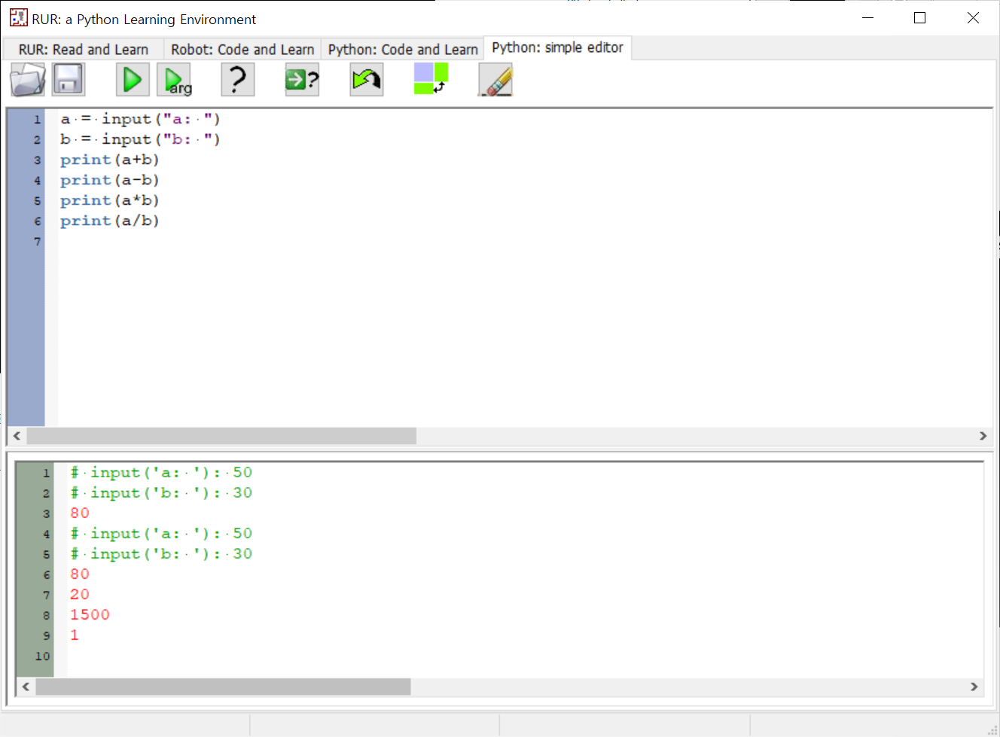 RUR: a Python Learning Environment
RUR: Read and Learn Robot: Code and Learn Python: Code and Learn Python: simple editor
arg ? ?
1 a = input("a: ")
2 b = input("b: ")
3 print(a+b)
4 print(a-b)
5 print(a*b)
6 print(a/b)
7
1 # input('a: '): 50
2 # input('b: '): 30
3 80
4 # input('a: '): 50
5 # input('b: '): 30
6 80
7 20
8 1500
9 1
10